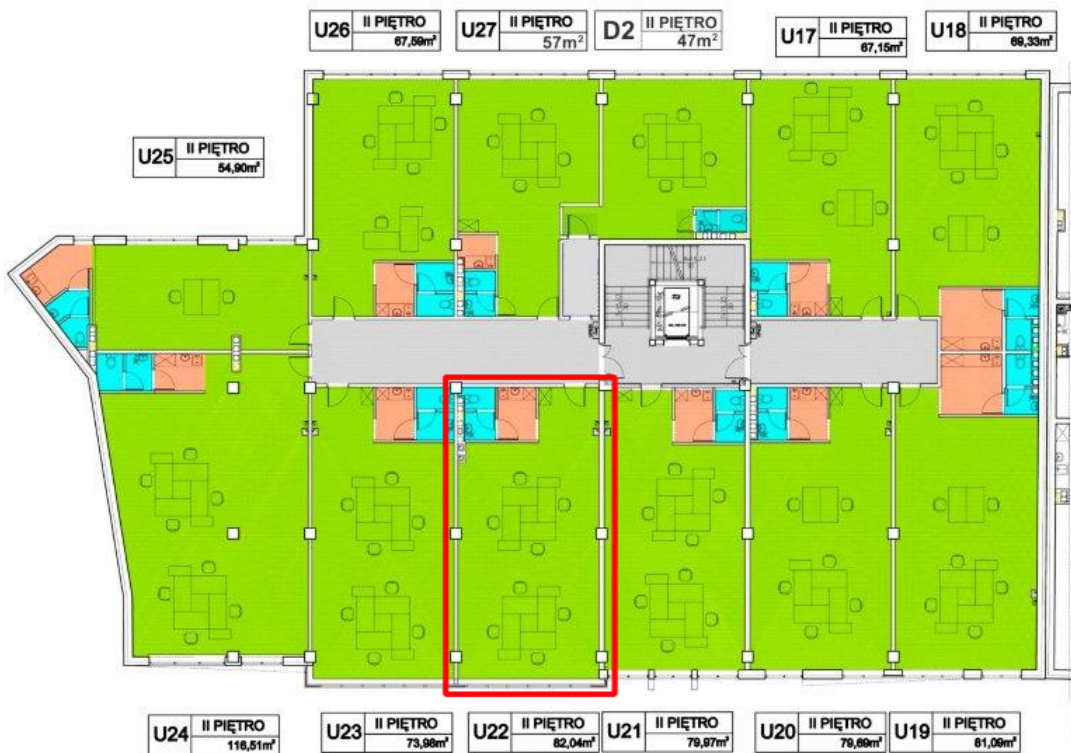 U26 II PIĘTRO
67,59m²
U27 II PIĘTRO
57m²
D2 II PIĘTRO
47m²
U17 II PIĘTRO
67,15m²
U18 II PIĘTRO
69,33m²
U25 II PIĘTRO
54,90m²
U24 II PIĘTRO
116,51m²
U23 II PIĘTRO
73,98m²
U22 II PIĘTRO
82,04m²
U21 II PIĘTRO
79,97m²
U20 II PIĘTRO
79,69m²
U19 II PIĘTRO
81,09m²